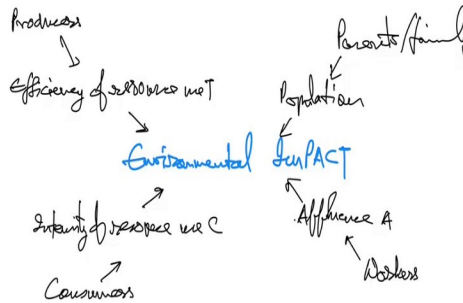 Producers
Parents/famil
Efficiency of resource use T
Population
Environmental ImPACT
Intensity of resource use C
Affluence A
Workers
Consumers